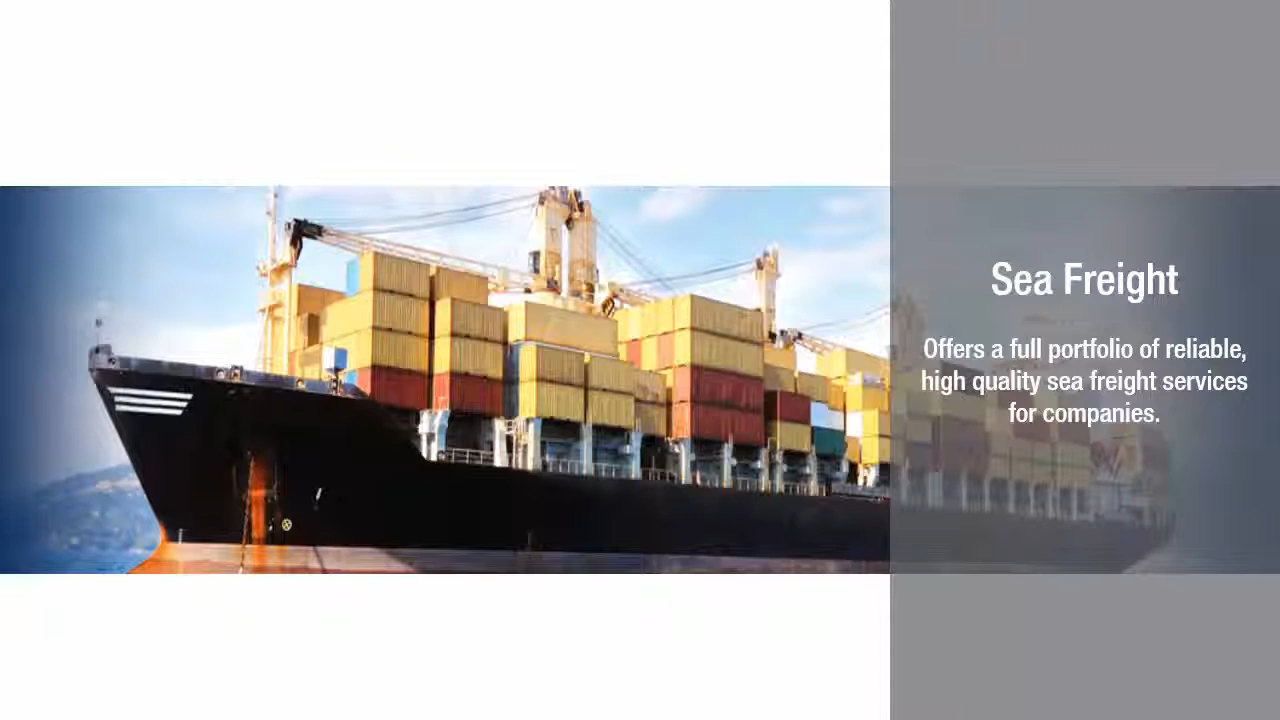 Sea Freight
Offers a full portfolio of reliable,
high quality sea freight services
for companies.